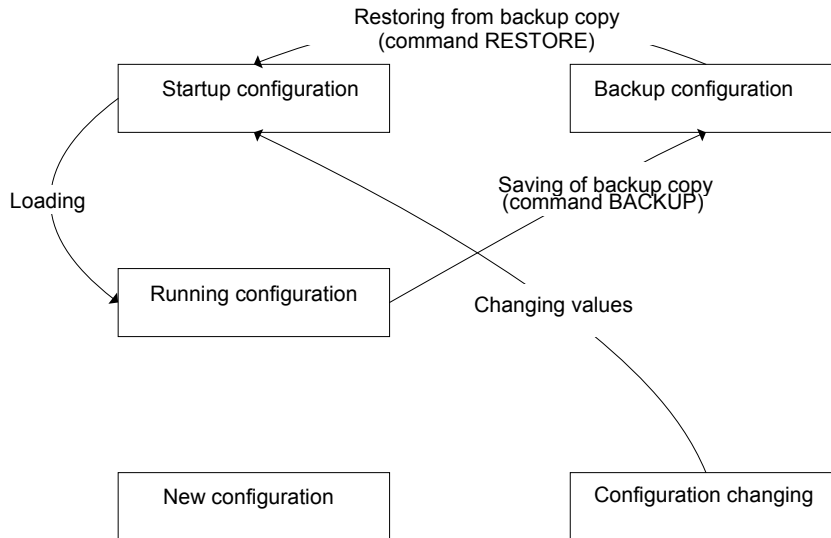 Restoring from backup copy
(command RESTORE)
Startup configuration
Backup configuration
Loading
Saving of backup copy
(command BACKUP)
Running configuration
Changing values
New configuration
Configuration changing